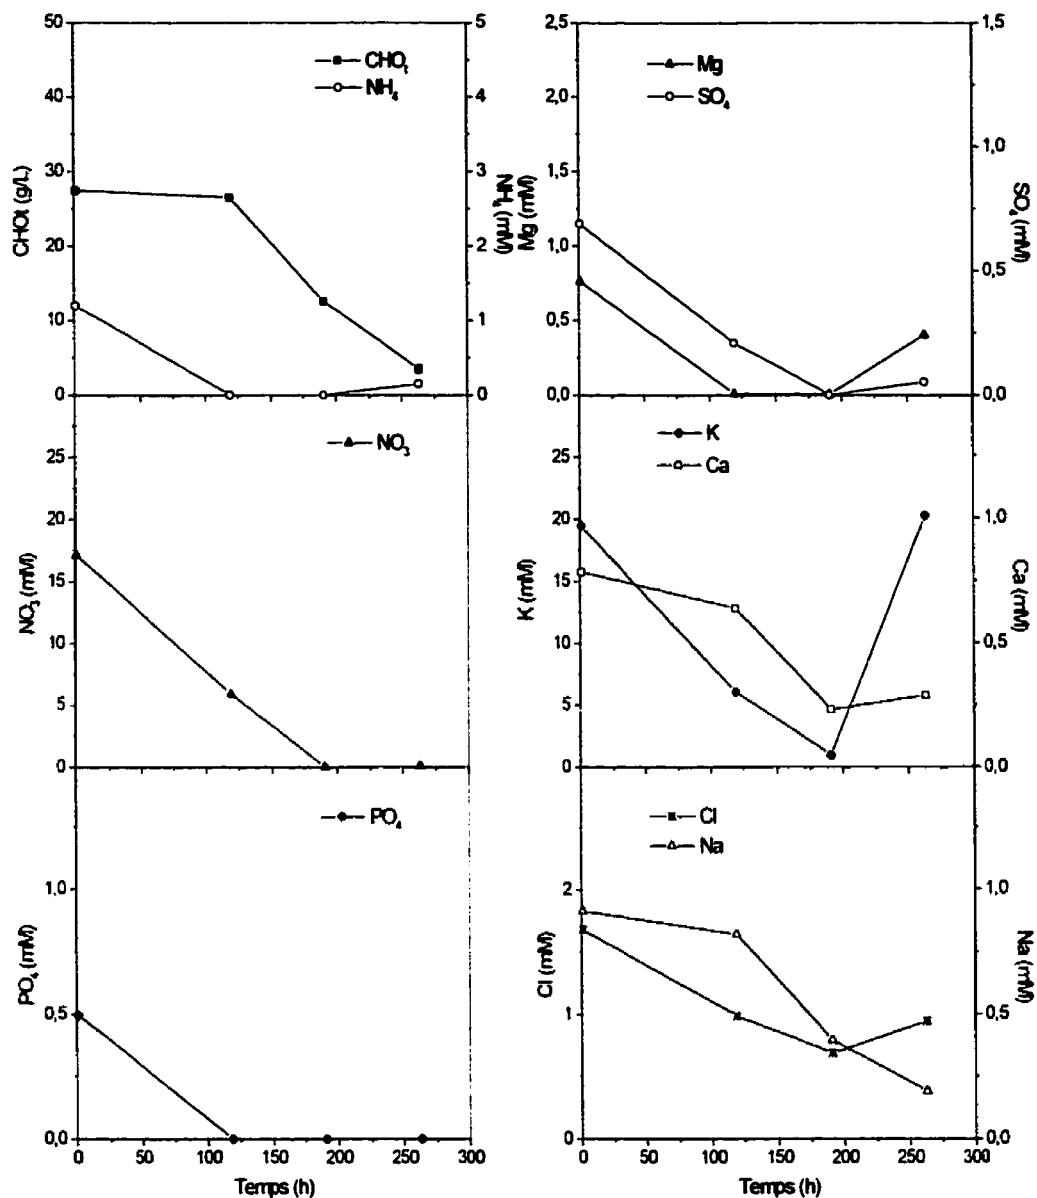 50
40
30
20
10
0
CHOt (g/L)
CHOt
NH4
5
4
3
2
1
0
NH4 (mM)
2,5
2,0
1,5
1,0
0,5
0,0
Mg (mM)
Mg
SO4
1,5
1,0
0,5
0,0
SO4 (mM)
25
20
15
10
5
0
NO3 (mM)
NO3
25
20
15
10
5
0
K (mM)
K
Ca
1,0
0,5
0,0
Ca (mM)
1,0
0,5
0,0
PO4 (mM)
PO4
0 50 100 150 200 250 300
Temps (h)
2
1
1
Cl (mM)
Cl
Na
1,0
0,5
0,0
Na (mM)
0 50 100 150 200 250 300
Temps (h)